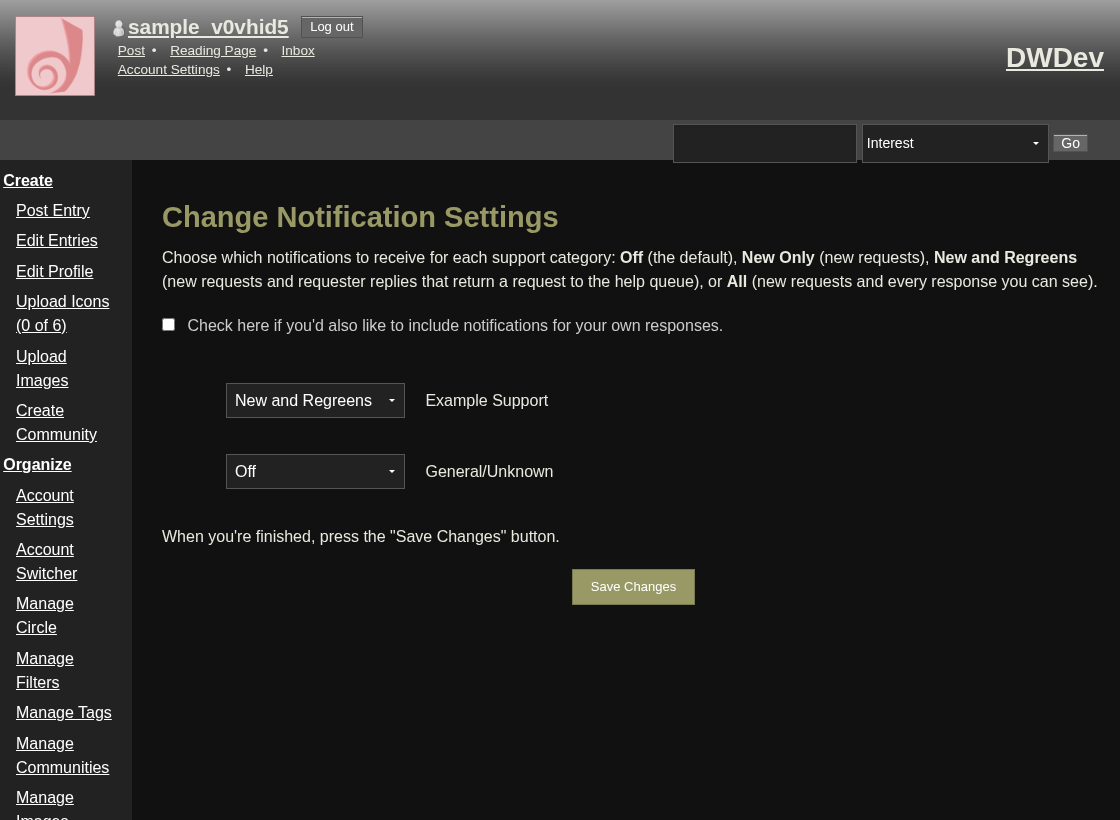 sample_v0vhid5 Log out
Post • Reading Page • Inbox
Account Settings • Help
DWDev
Interest Go
Create
Post Entry
Edit Entries
Edit Profile
Upload Icons
(0 of 6)
Upload
Images
Create
Community
Organize
Account
Settings
Account
Switcher
Manage
Circle
Manage
Filters
Manage Tags
Manage
Communities
Manage
Images
Change Notification Settings
Choose which notifications to receive for each support category: Off (the default), New Only (new requests), New and Regreens
(new requests and requester replies that return a request to the help queue), or All (new requests and every response you can see).
Check here if you'd also like to include notifications for your own responses.
New and Regreens Example Support
Off General/Unknown
When you're finished, press the "Save Changes" button.
Save Changes